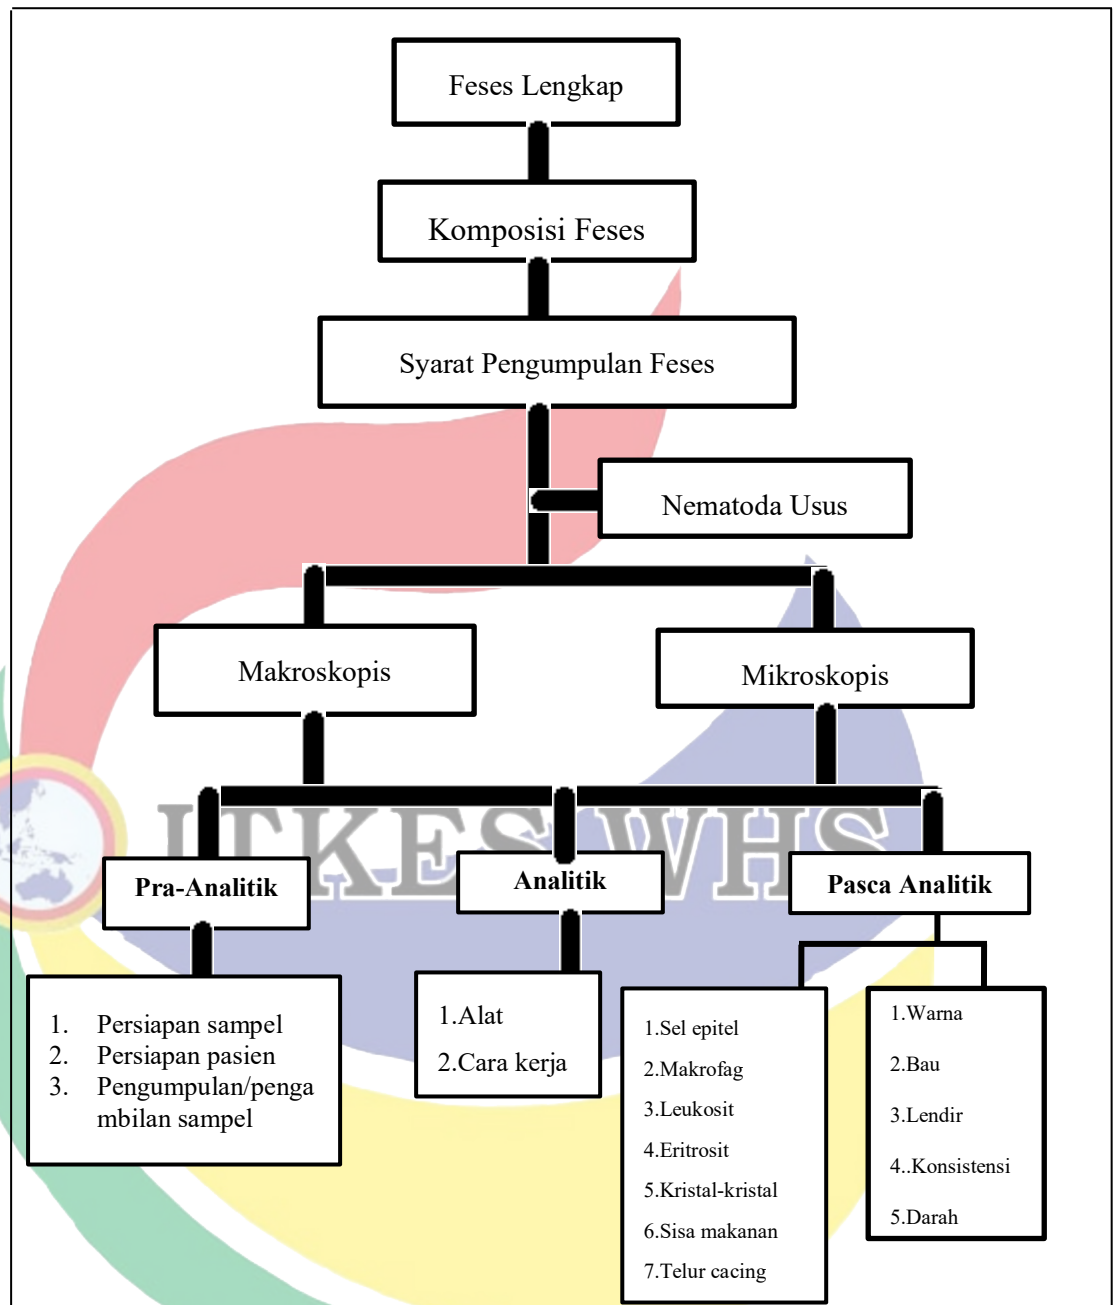 Feses Lengkap
Komposisi Feses
Syarat Pengumpulan Feses
Nematoda Usus
Makroskopis
Mikroskopis
ITKES WHS
Pra-Analitik
Analitik
Pasca Analitik
1. Persiapan sampel
2. Persiapan pasien
3. Pengumpulan/penga
mbilan sampel
1.Alat
2.Cara kerja
1.Sel epitel
2.Makrofag
3.Leukosit
4.Eritrosit
5.Kristal-kristal
6.Sisa makanan
7.Telur cacing
1.Warna
2.Bau
3.Lendir
4..Konsistensi
5.Darah